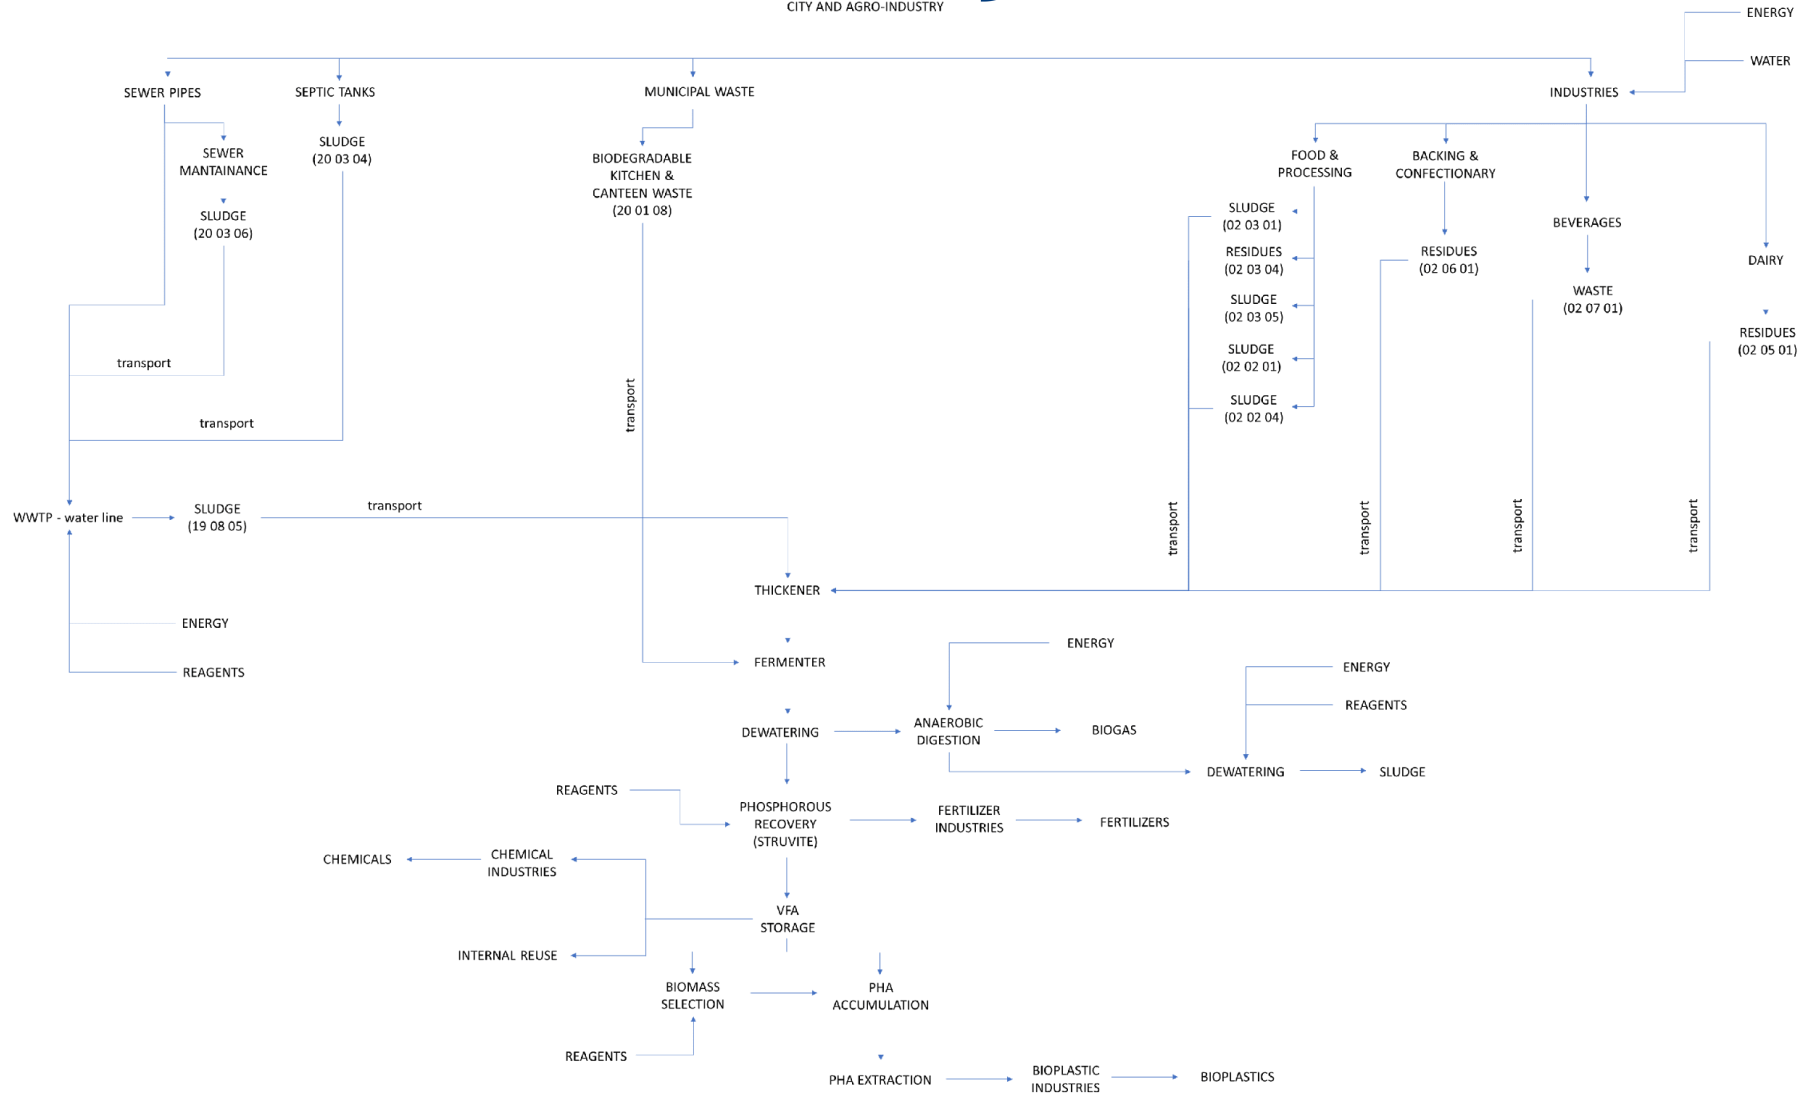 CITY AND AGRO-INDUSTRY
ENERGY
WATER
SEWER PIPES
SEPTIC TANKS
MUNICIPAL WASTE
INDUSTRIES
SEWER
MANTAINANCE
SLUDGE
(20 03 04)
BIODEGRADABLE
KITCHEN &
CANTEEN WASTE
(20 01 08)
FOOD &
PROCESSING
BACKING &
CONFECTIONARY
SLUDGE
(20 03 06)
SLUDGE
(02 03 01)
RESIDUES
(02 03 04)
SLUDGE
(02 03 05)
SLUDGE
(02 02 01)
SLUDGE
(02 02 04)
RESIDUES
(02 06 01)
BEVERAGES
WASTE
(02 07 01)
DAIRY
RESIDUES
(02 05 01)
transport
transport
transport
WWTP - water line
SLUDGE
(19 08 05)
transport
transport
transport
transport
transport
THICKENER
ENERGY
REAGENTS
FERMENTER
ENERGY
ENERGY
REAGENTS
DEWATERING
ANAEROBIC
DIGESTION
BIOGAS
DEWATERING
SLUDGE
REAGENTS
PHOSPHOROUS
RECOVERY
(STRUVITE)
FERTILIZER
INDUSTRIES
FERTILIZERS
CHEMICALS
CHEMICAL
INDUSTRIES
VFA
STORAGE
INTERNAL REUSE
BIOMASS
SELECTION
PHA
ACCUMULATION
REAGENTS
PHA EXTRACTION
BIOPLASTIC
INDUSTRIES
BIOPLASTICS